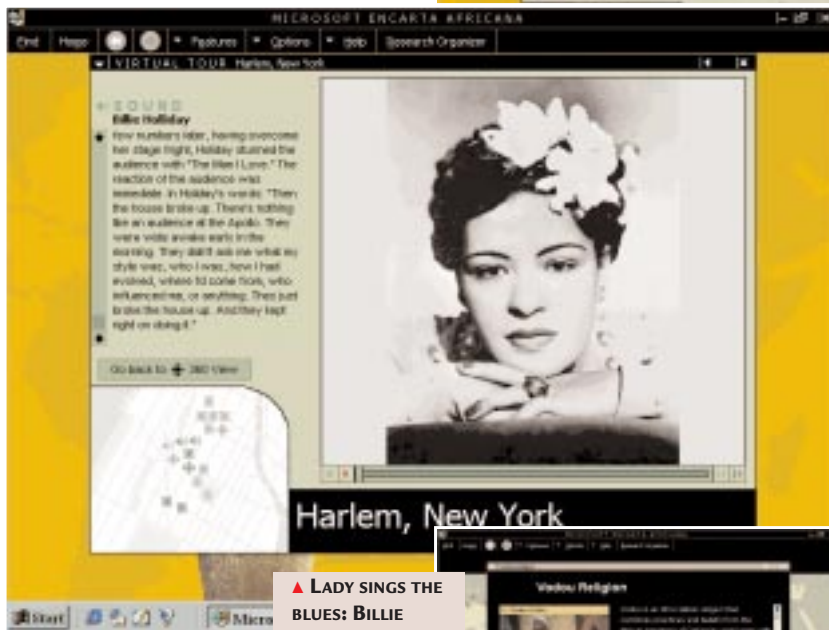 MICROSOFT ENCARTA AFRICANA
Find Home Features Options Help Research Organizer
VIRTUAL TOUR Harlem, New York
SOUND
Billie Holliday
few numbers later, having overcome
her stage fright, Holiday stunned the
audience with "The Man I Love." The
reaction of the audience was
immediate. In Holiday's words: "Then
the house broke up. There's nothing
like an audience at the Apollo. They
were wide awake early in the
morning. They didn't ask me what my
style was, who I was, how I had
evolved, where I'd come from, who
influenced me, or anything. They just
broke the house up. And they kept
right on doing it."
Go back to 360 View
Harlem, New York
▲ LADY SINGS THE
BLUES: BILLIE
Start Micro
Vodou Religion